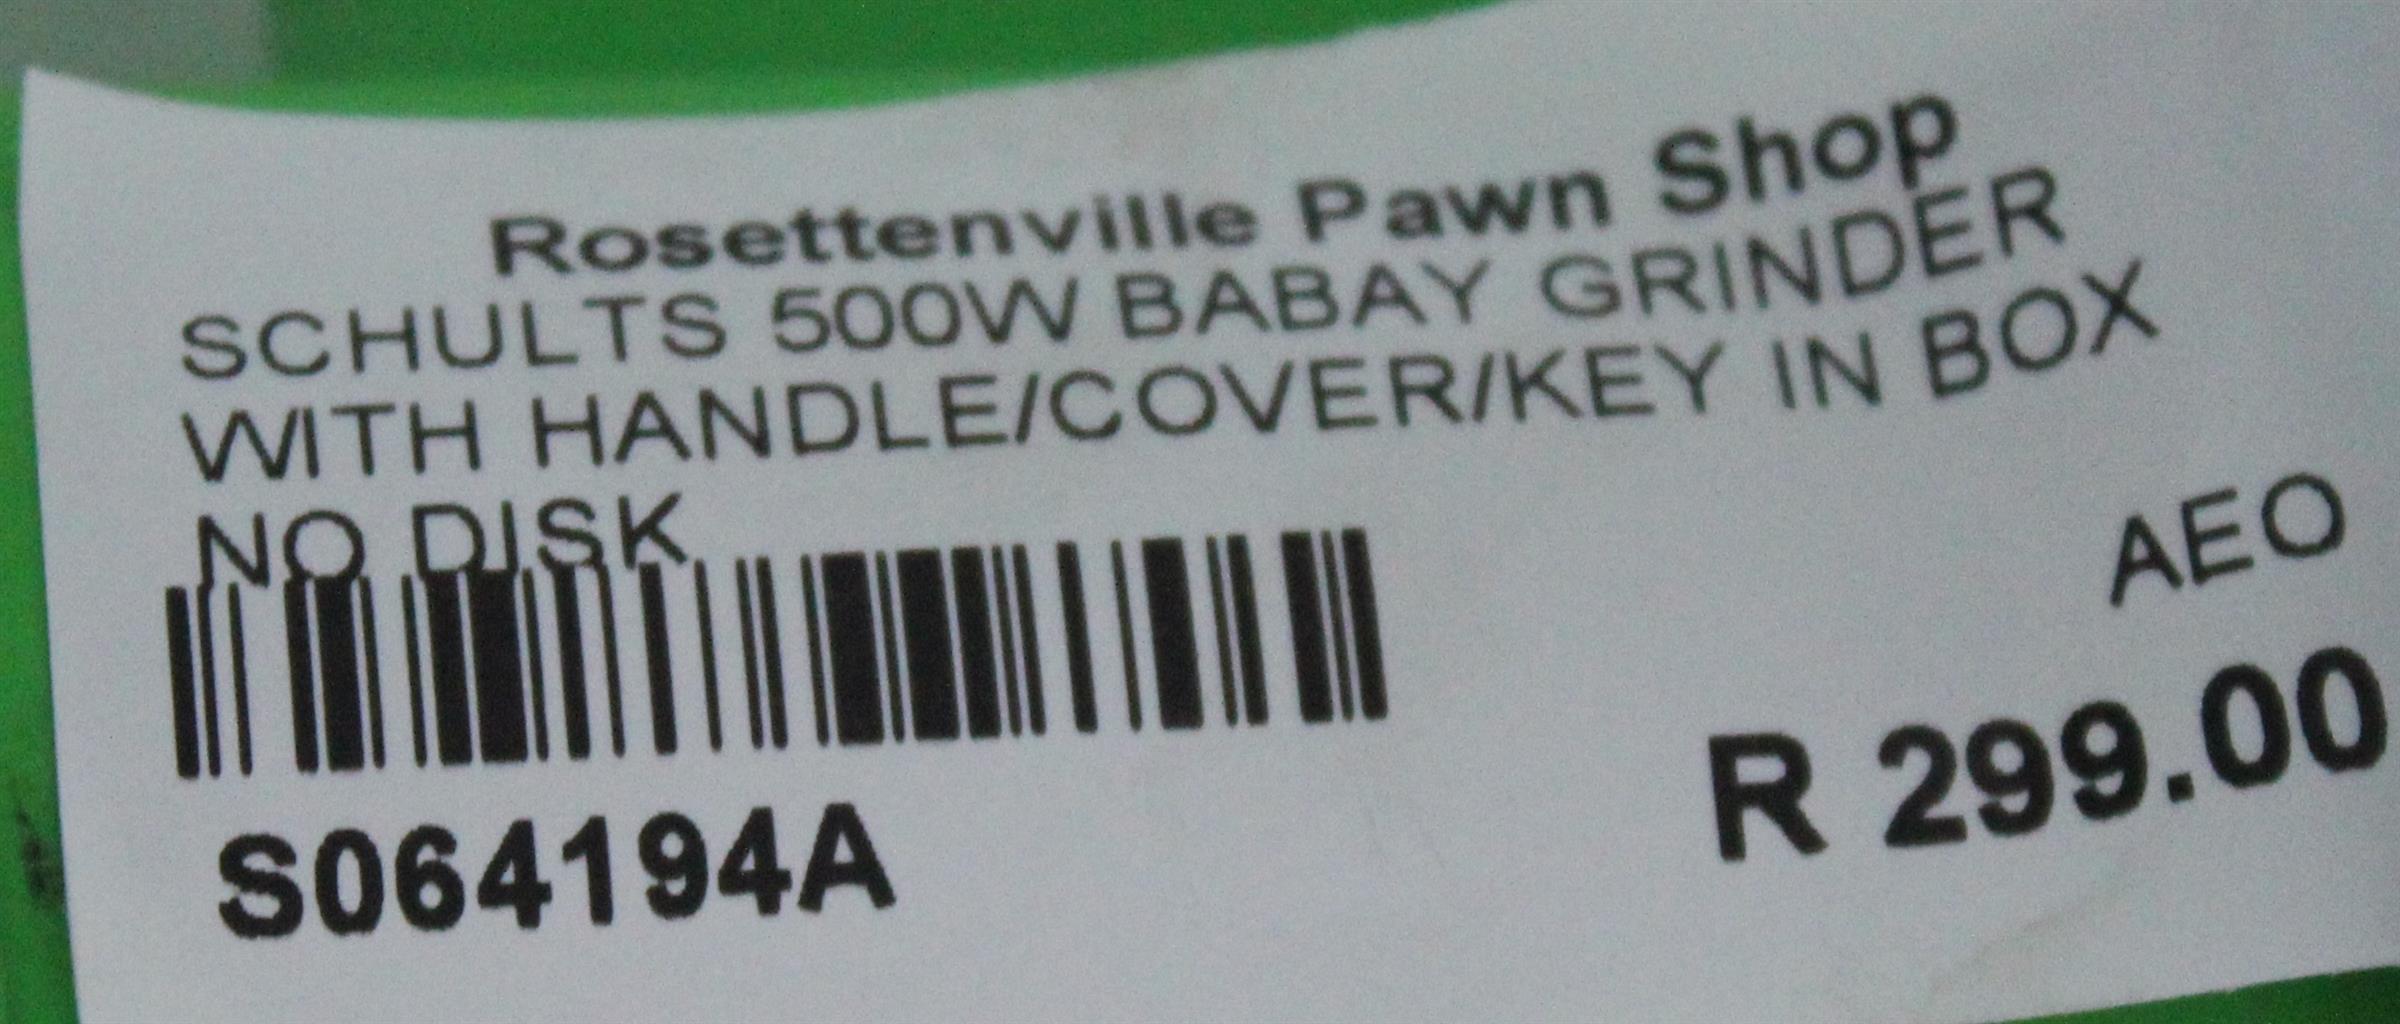 Rosettenville Pawn Shop
SCHULTS 500W BABAY GRINDER
WITH HANDLE/COVER/KEY IN BOX
NO DISK
AEO
R 299.00
S064194A